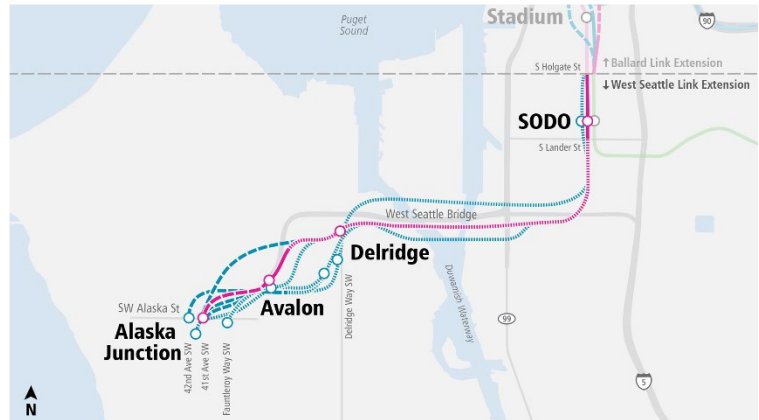 Puget
Sound
Stadium
90
S Holgate St
↑Ballard Link Extension
↓West Seattle Link Extension
SODO
S Lander St
West Seattle Bridge
Delridge
Duwamish Waterway
Avalon
Delridge Way SW
SW Alaska St
Alaska
Junction
42nd Ave SW
41st Ave SW
Fauntleroy Way SW
99
5
N